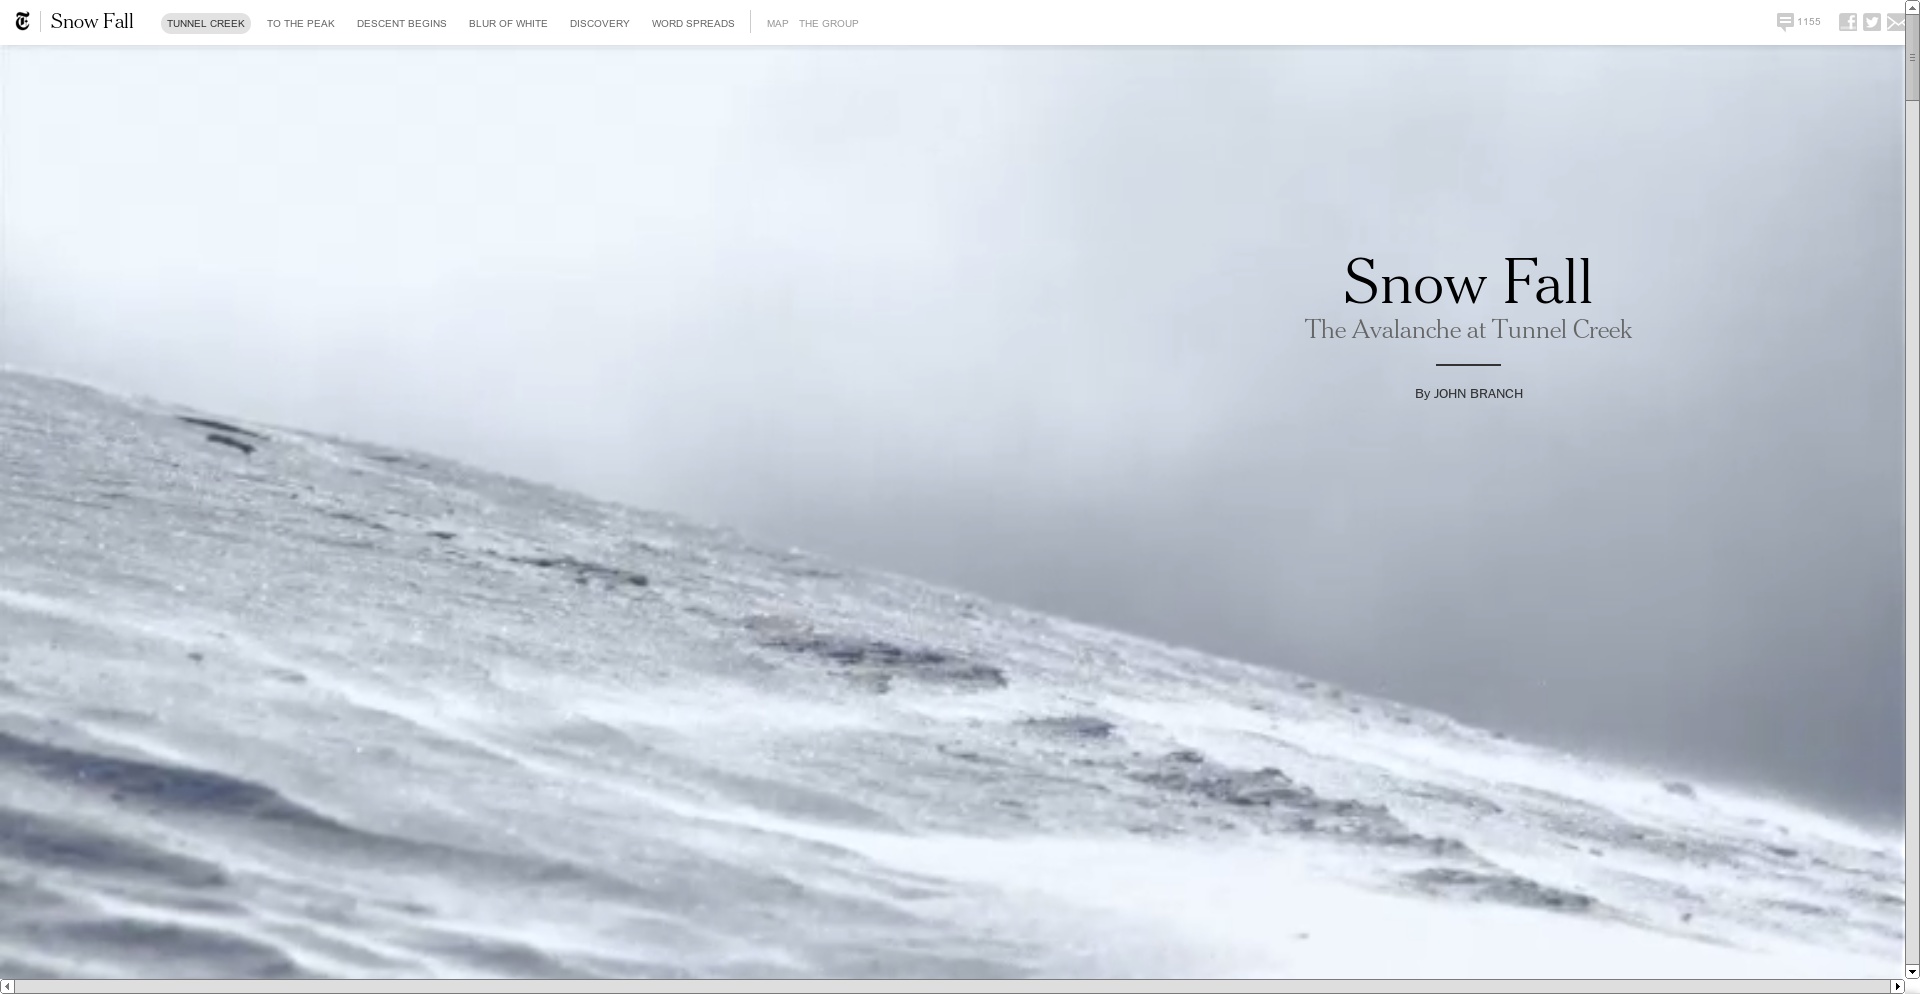 Snow Fall TUNNEL CREEK TO THE PEAK DESCENT BEGINS BLUR OF WHITE DISCOVERY WORD SPREADS MAP THE GROUP 1155
Snow Fall
The Avalanche at Tunnel Creek
By JOHN BRANCH